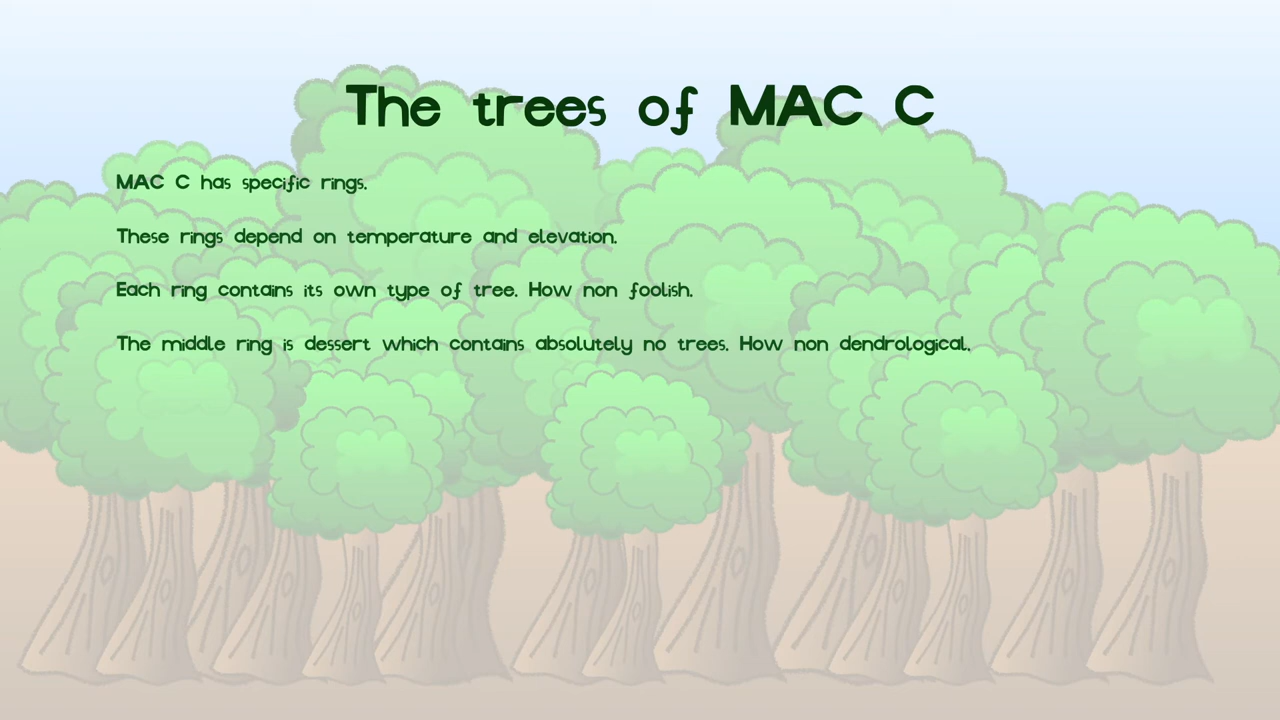 The trees of MAC C
MAC C has specific rings.
These rings depend on temperature and elevation.
Each ring contains its own type of tree. How non foolish.
The middle ring is dessert which contains absolutely no trees. How non dendrological.